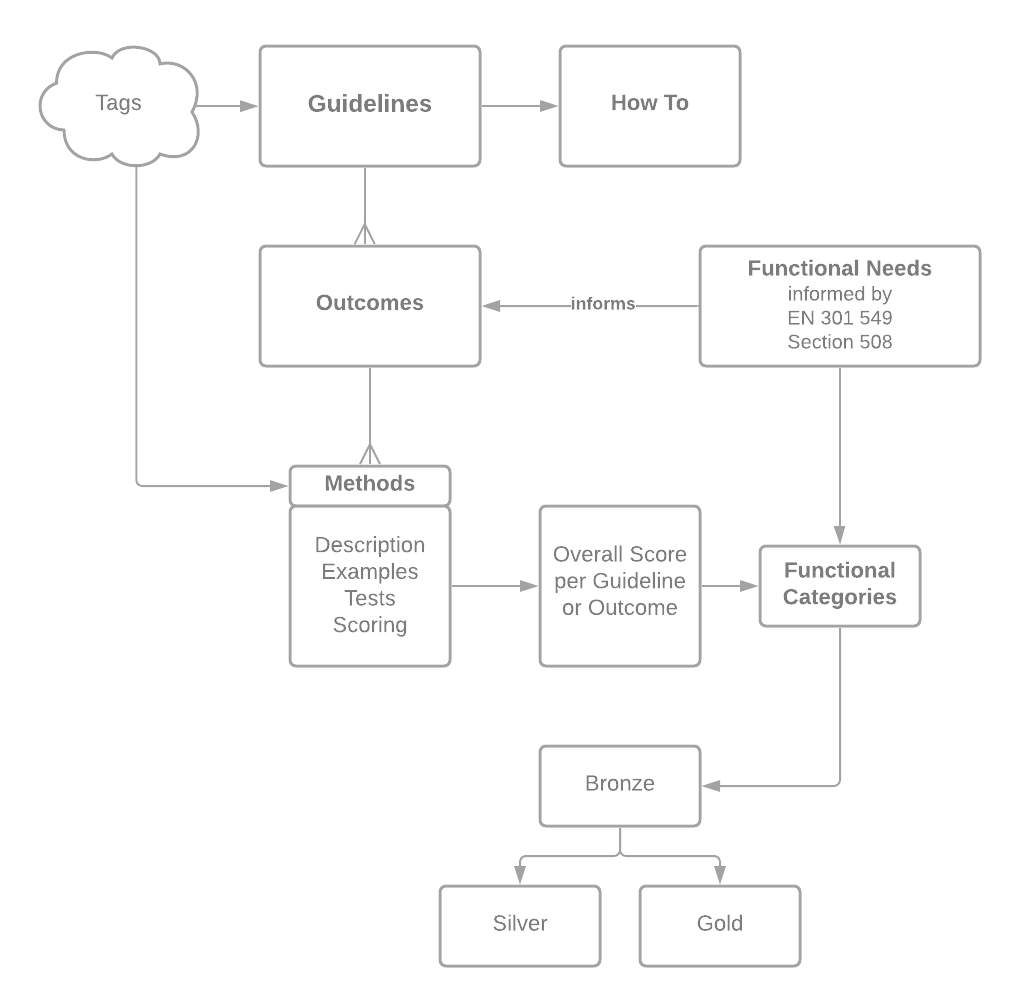 Tags
Guidelines
How To
Outcomes
informs
Functional Needs
informed by
EN 301 549
Section 508
Methods
Description
Examples
Tests
Scoring
Overall Score
per Guideline
or Outcome
Functional
Categories
Bronze
Silver
Gold